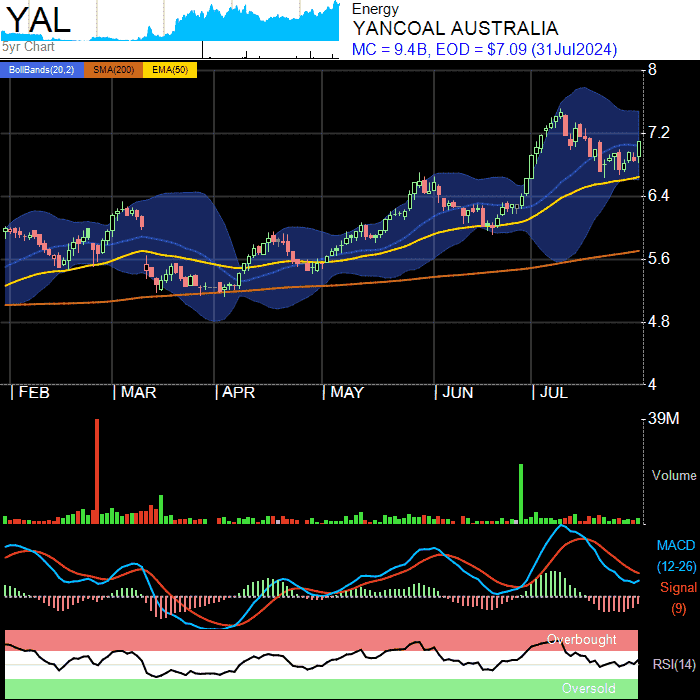 YAL
5yr Chart
Energy
YANCOAL AUSTRALIA
MC = 9.4B, EOD = $7.09 (31Jul2024)
BollBands(20,2) SMA(200) EMA(50)
8
7.2
6.4
5.6
4.8
4
FEB MAR APR MAY JUN JUL
39M
Volume
MACD
(12-26)
Signal
(9)
Overbought
RSI(14)
Oversold